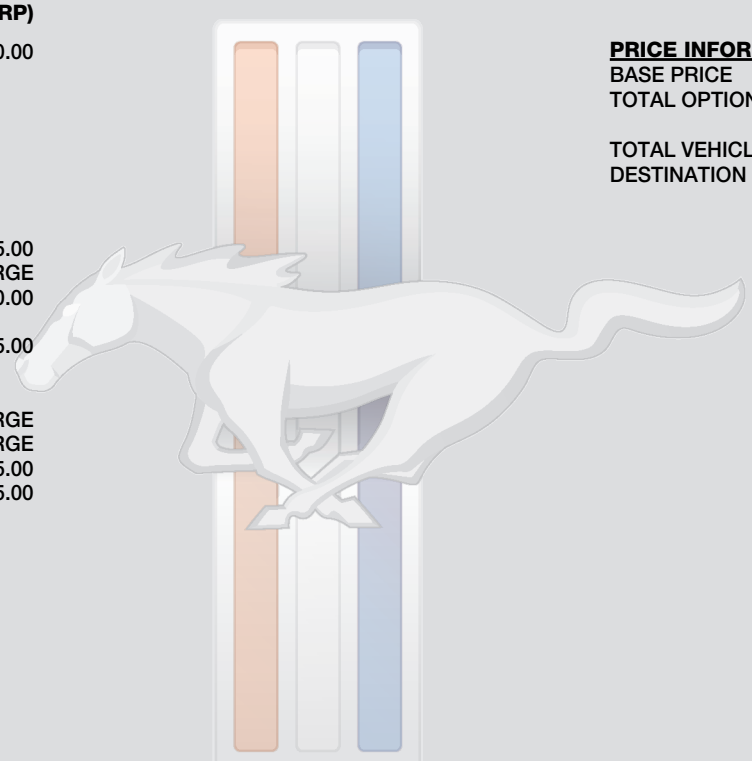 RP)
0.00
5.00
RGE
0.00
5.00
RGE
RGE
5.00
5.00
PRICE INFOR
BASE PRICE
TOTAL OPTION
TOTAL VEHICL
DESTINATION